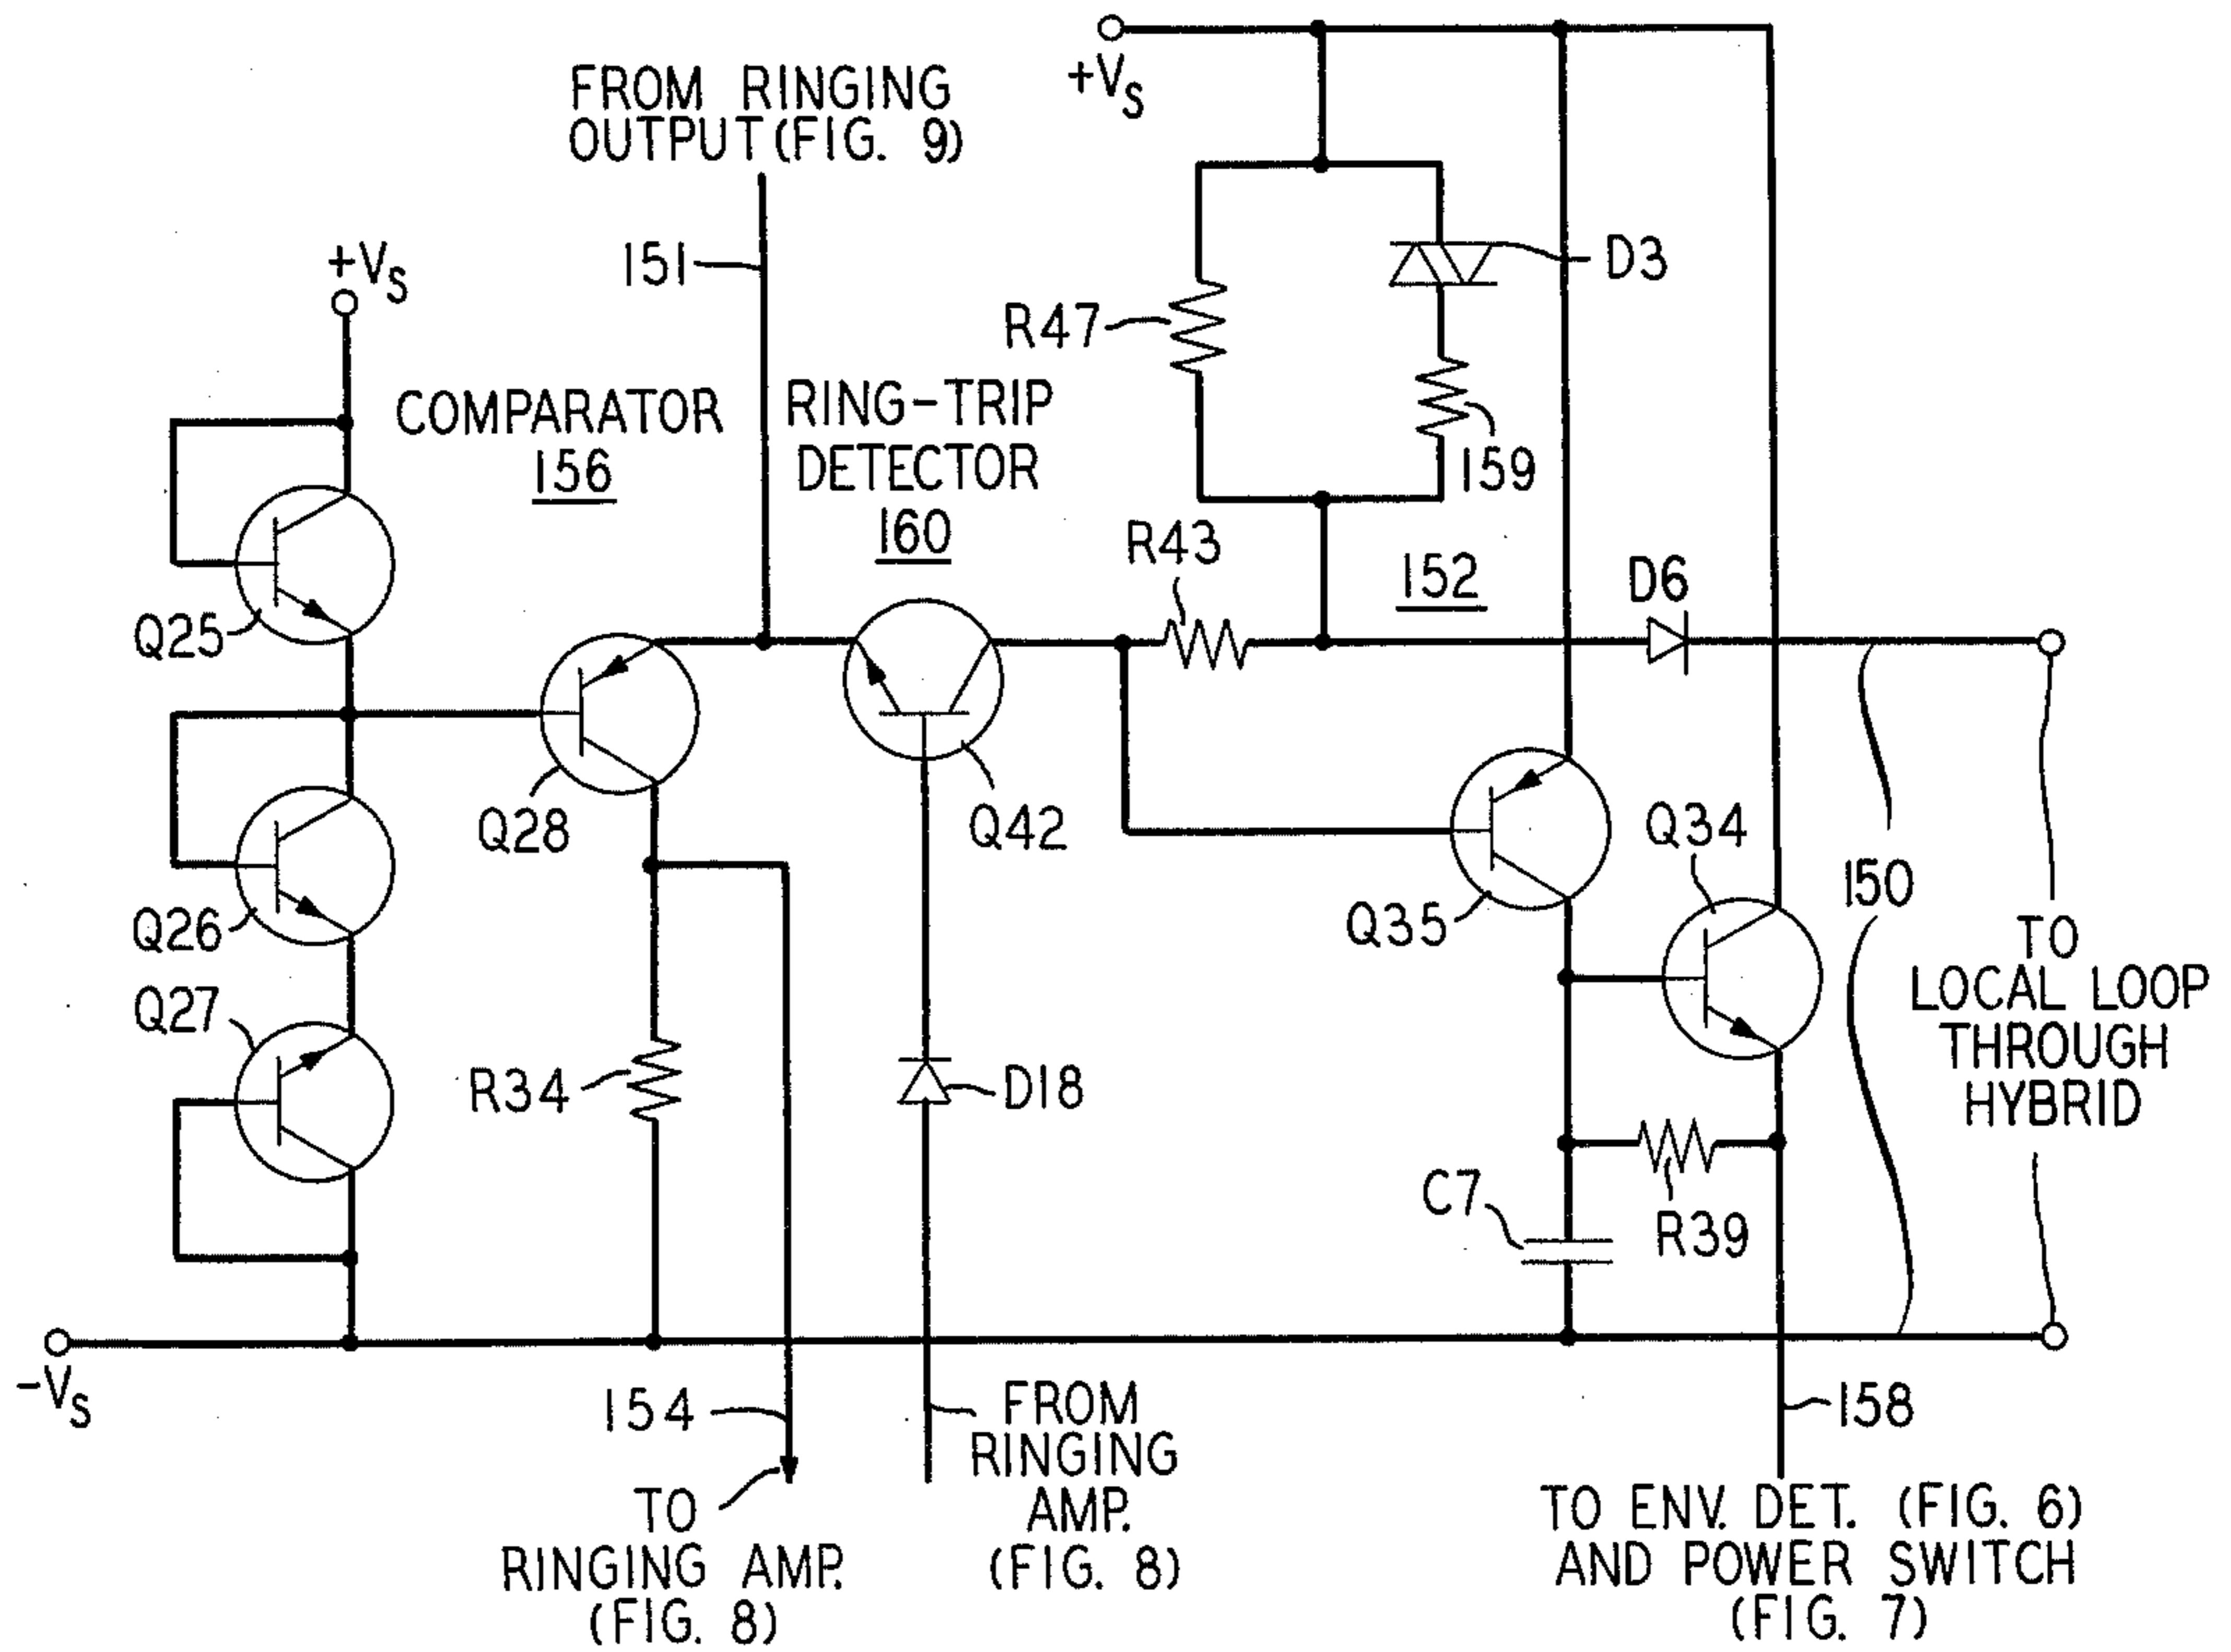 +VS
FROM RINGING
OUTPUT (FIG. 9)
+VS
151
D3
R47
COMPARATOR
156
RING-TRIP
DETECTOR
160
159
R43
152
D6
Q25
Q28
Q42
Q34
150
Q35
Q26
Q27
TO
LOCAL LOOP
THROUGH
HYBRID
R34
D18
C7
R39
-VS
154
FROM
RINGING
AMP.
(FIG. 8)
158
TO
RINGING AMP.
(FIG. 8)
TO ENV. DET. (FIG. 6)
AND POWER SWITCH
(FIG. 7)